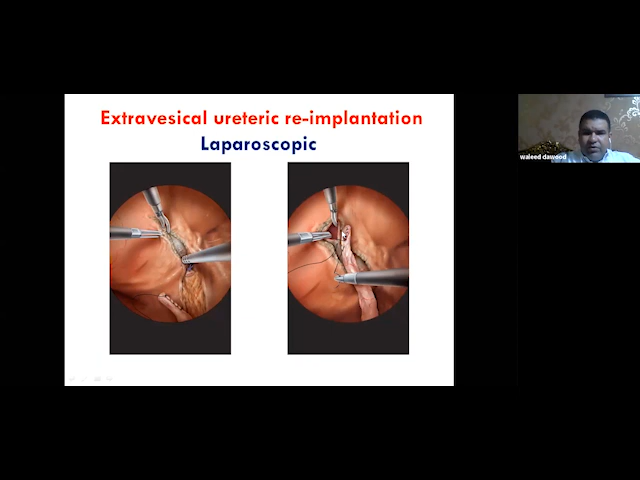 Extravesical ureteric re-implantation
Laparoscopic
waleed dawood